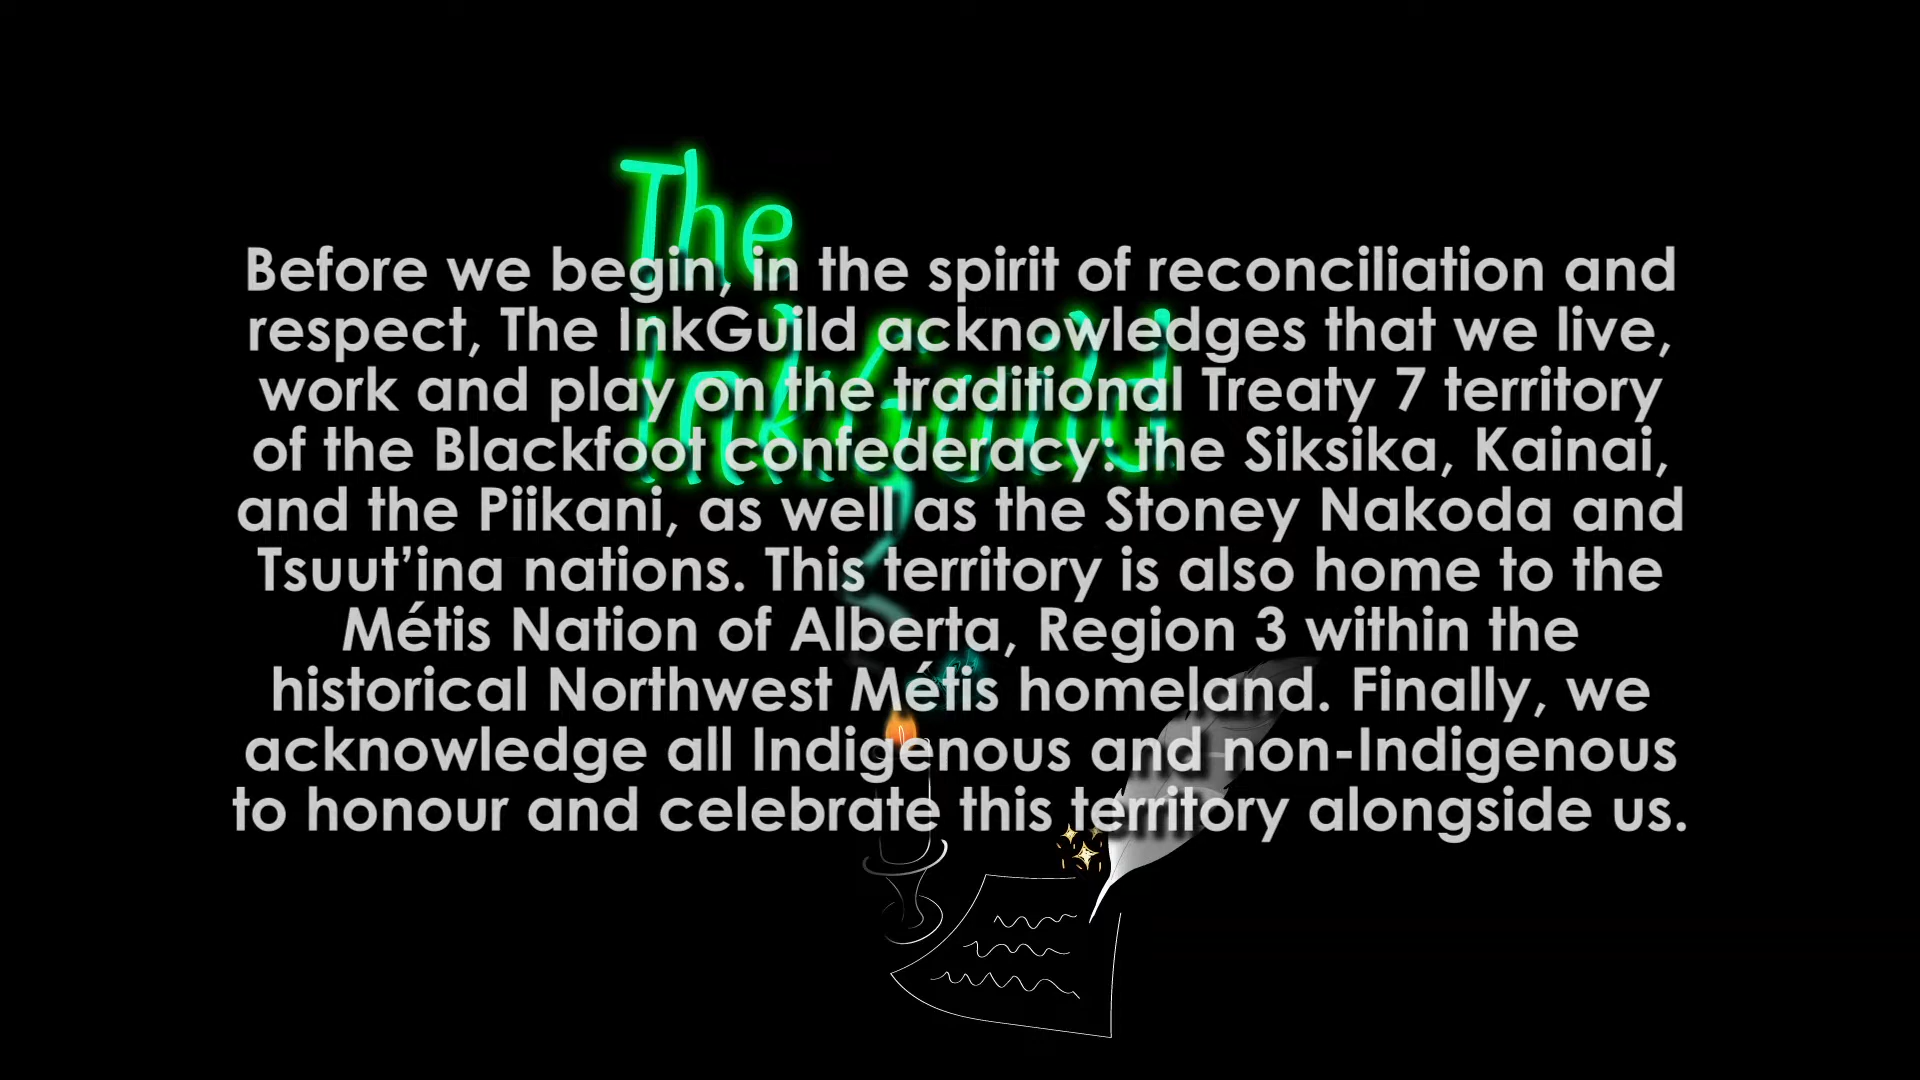 The
InkGuild
Before we begin, in the spirit of reconciliation and
respect, The InkGuild acknowledges that we live,
work and play on the traditional Treaty 7 territory
of the Blackfoot confederacy: the Siksika, Kainai,
and the Piikani, as well as the Stoney Nakoda and
Tsuut’ina nations. This territory is also home to the
Métis Nation of Alberta, Region 3 within the
historical Northwest Métis homeland. Finally, we
acknowledge all Indigenous and non-Indigenous
to honour and celebrate this territory alongside us.